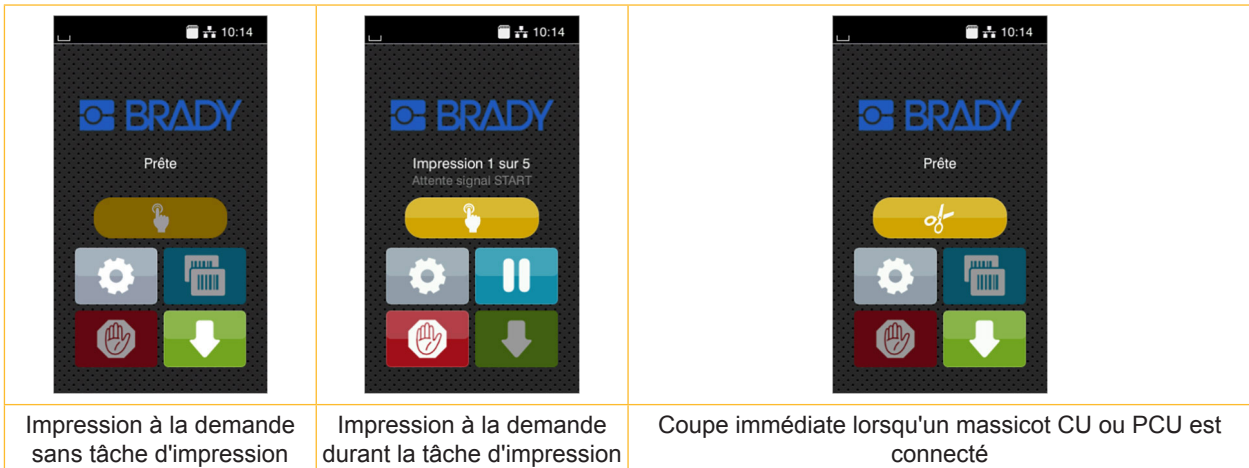 10:14
BRADY
Prête
10:14
BRADY
Impression 1 sur 5
Attente signal START
10:14
BRADY
Prête
Impression à la demande
sans tâche d'impression
Impression à la demande
durant la tâche d'impression
Coupe immédiate lorsqu'un massicot CU ou PCU est
connecté